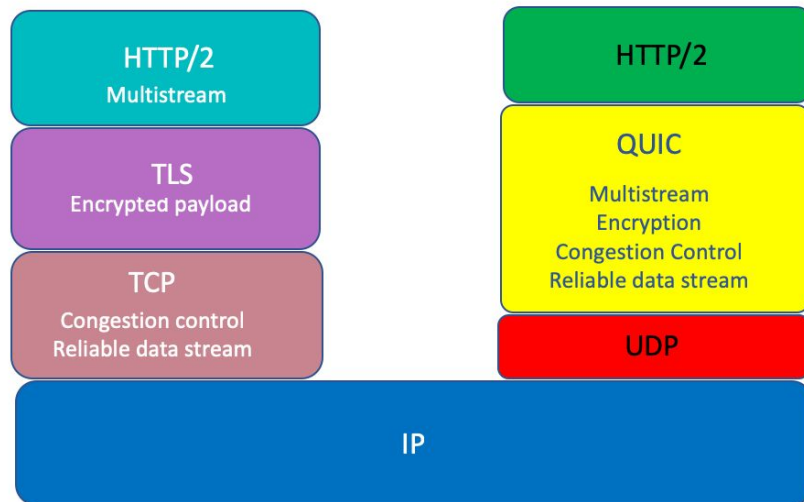 HTTP/2
Multistream
TLS
Encrypted payload
TCP
Congestion control
Reliable data stream
HTTP/2
QUIC
Multistream
Encryption
Congestion Control
Reliable data stream
UDP
IP